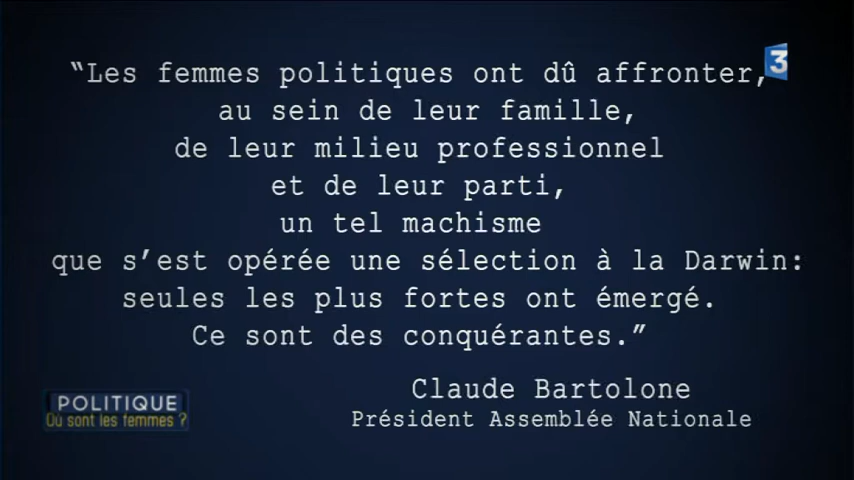 “Les femmes politiques ont dû affronter,
au sein de leur famille,
de leur milieu professionnel
et de leur parti,
un tel machisme
que s’est opérée une sélection à la Darwin:
seules les plus fortes ont émergé.
Ce sont des conquérantes.”
Claude Bartolone
Président Assemblée Nationale
3
POLITIQUE
Où sont les femmes ?